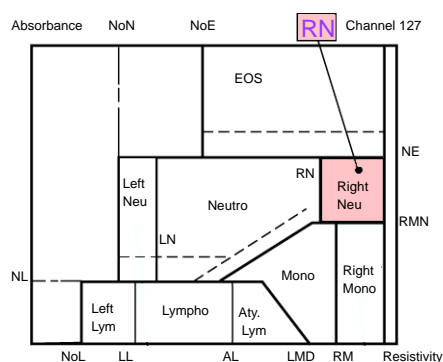 Absorbance NoN NoE RN Channel 127
EOS
NE
RN
Left Neu
Right Neu
Neutro
RMN
LN
NL
Mono
Right Mono
Left Lym
Lympho
Aty. Lym
NoL LL AL LMD RM Resistivity